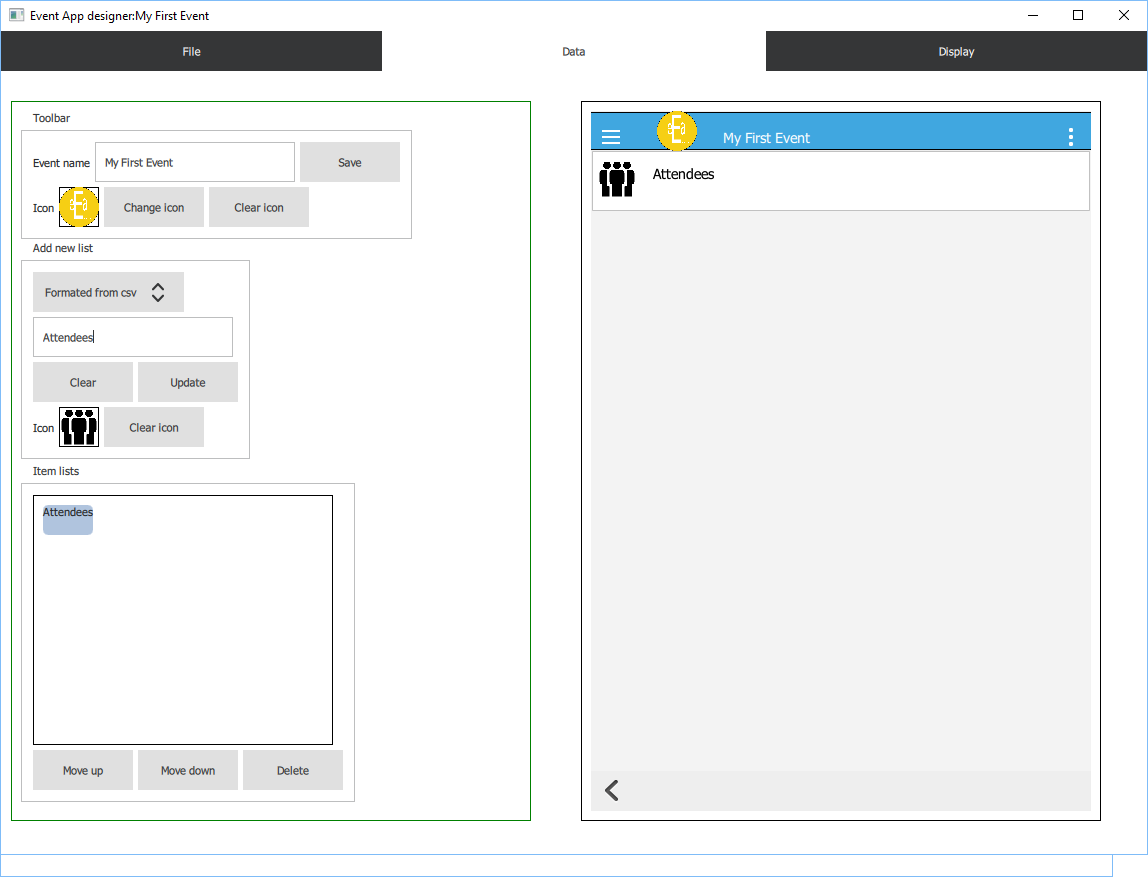 Event App designer:My First Event
File
Data
Display
Toolbar
Event name
My First Event
Save
Icon
Change icon
Clear icon
Add new list
Formated from csv
Attendees
Clear
Update
Icon
Clear icon
Item lists
Attendees
Move up
Move down
Delete
My First Event
Attendees